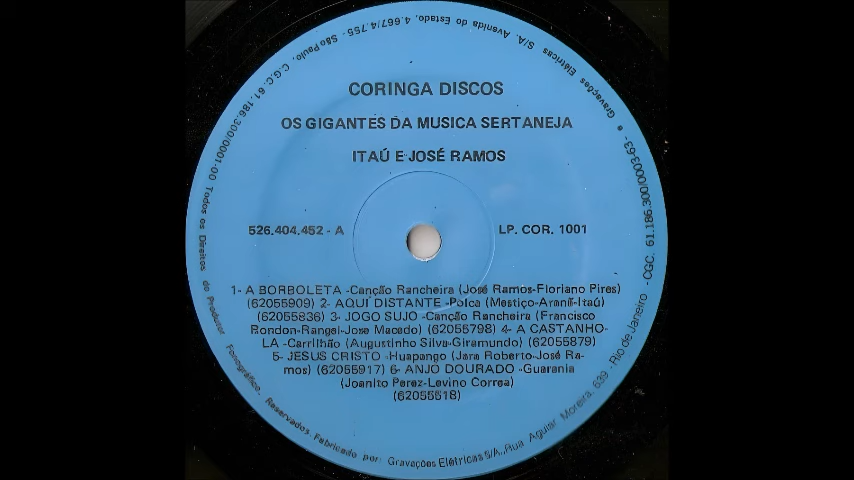 CORINGA DISCOS
OS GIGANTES DA MUSICA SERTANEJA
ITAÚ E JOSÉ RAMOS
526.404.452 - A
LP. COR. 1001
1- A BORBOLETA -Canção Rancheira (José Ramos-Floriano Pires)
(62055909) 2- AQUI DISTANTE -Polca (Mestiço-Aranã-Itaú)
(62055836) 3- JOGO SUJO -Canção Rancheira (Francisco
Rondon-Rangel-Jose Macedo) (62055798) 4- A CASTANHO-
LA -Carrilhão (Augustinho Silva-Giramundo) (62055879)
5- JESUS CRISTO -Huapango (Jara Roberto-José Ra-
mos) (62055917) 6- ANJO DOURADO -Guarania
(Joanito Perez-Levino Correa)
(62055518)
Todos os Direitos do Produtor Fonográfico, Reservados. Fabricado por: Gravações Elétricas S/A., Rua Aguiar Moreira, 639 - Rio de Janeiro - CGC. 61.186.300/0003-63 - e Gravações Elétricas S/A. Avenida do Estado, 4.667/4.755 - São Paulo, C.G.C. 61.186.300/0001-00